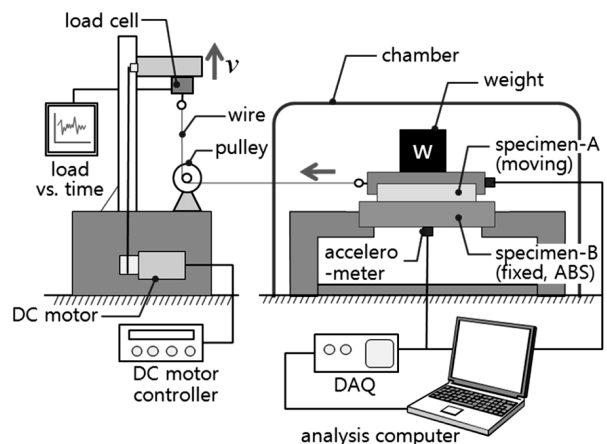 load cell
v
chamber
weight
wire
pulley
W
specimen-A
(moving)
load
vs. time
accelero
-meter
specimen-B
(fixed, ABS)
DC motor
DC motor
controller
DAQ
analysis computer